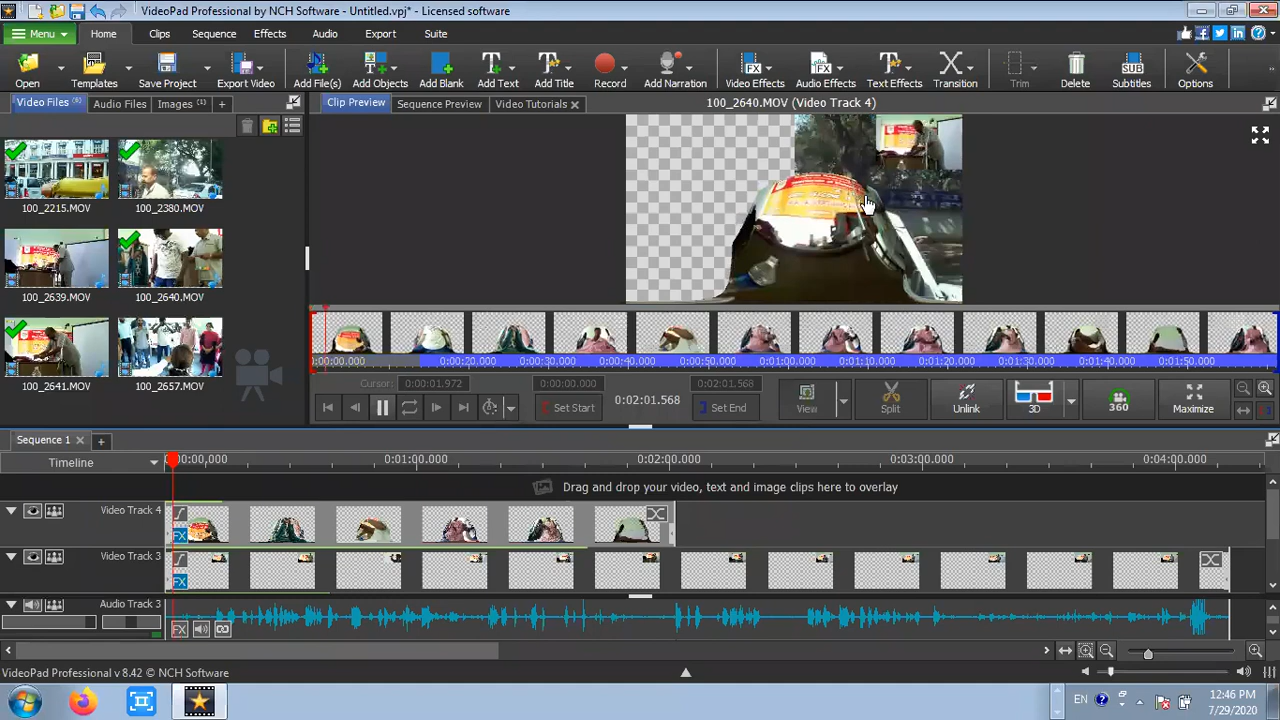 VideoPad Professional by NCH Software - Untitled.vpj* - Licensed software
Menu Home Clips Sequence Effects Audio Export Suite
Open Templates Save Project Export Video Add File(s) Add Objects Add Blank Add Text Add Title Record Add Narration Video Effects Audio Effects Text Effects Transition Trim Delete Subtitles Options
Video Files (6) Audio Files Images (1) + Clip Preview Sequence Preview Video Tutorials 100_2640.MOV (Video Track 4)
100_2215.MOV 100_2380.MOV
100_2639.MOV 100_2640.MOV
100_2641.MOV 100_2657.MOV
0:00:00.000 0:00:20.000 0:00:30.000 0:00:40.000 0:00:50.000 0:01:00.000 0:01:10.000 0:01:20.000 0:01:30.000 0:01:40.000 0:01:50.000
Cursor: 0:00:01.972 0:00:00.000 0:02:01.568
Set Start 0:02:01.568 Set End View Split Unlink 3D 360 Maximize
Sequence 1 +
Timeline 0:00:00,000 0:01:00.000 0:02:00.000 0:03:00.000 0:04:00.000
Drag and drop your video, text and image clips here to overlay
Video Track 4
FX
Video Track 3
FX
Audio Track 3
FX
VideoPad Professional v 8.42 © NCH Software
EN 12:46 PM
7/29/2020